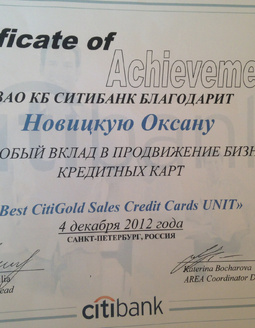 ficate of
Achieveme
ЗАО КБ СИТИБАНК БЛАГОДАРИТ
Новицкую Оксану
ОБЫЙ ВКЛАД В ПРОДВИЖЕНИЕ БИЗН
КРЕДИТНЫХ КАРТ
Best CitiGold Sales Credit Cards UNIT»
4 декабря 2012 года
САНКТ-ПЕТЕРБУРГ, РОССИЯ
Katerina Bocharova
ead
AREA Coordinator D
citibank